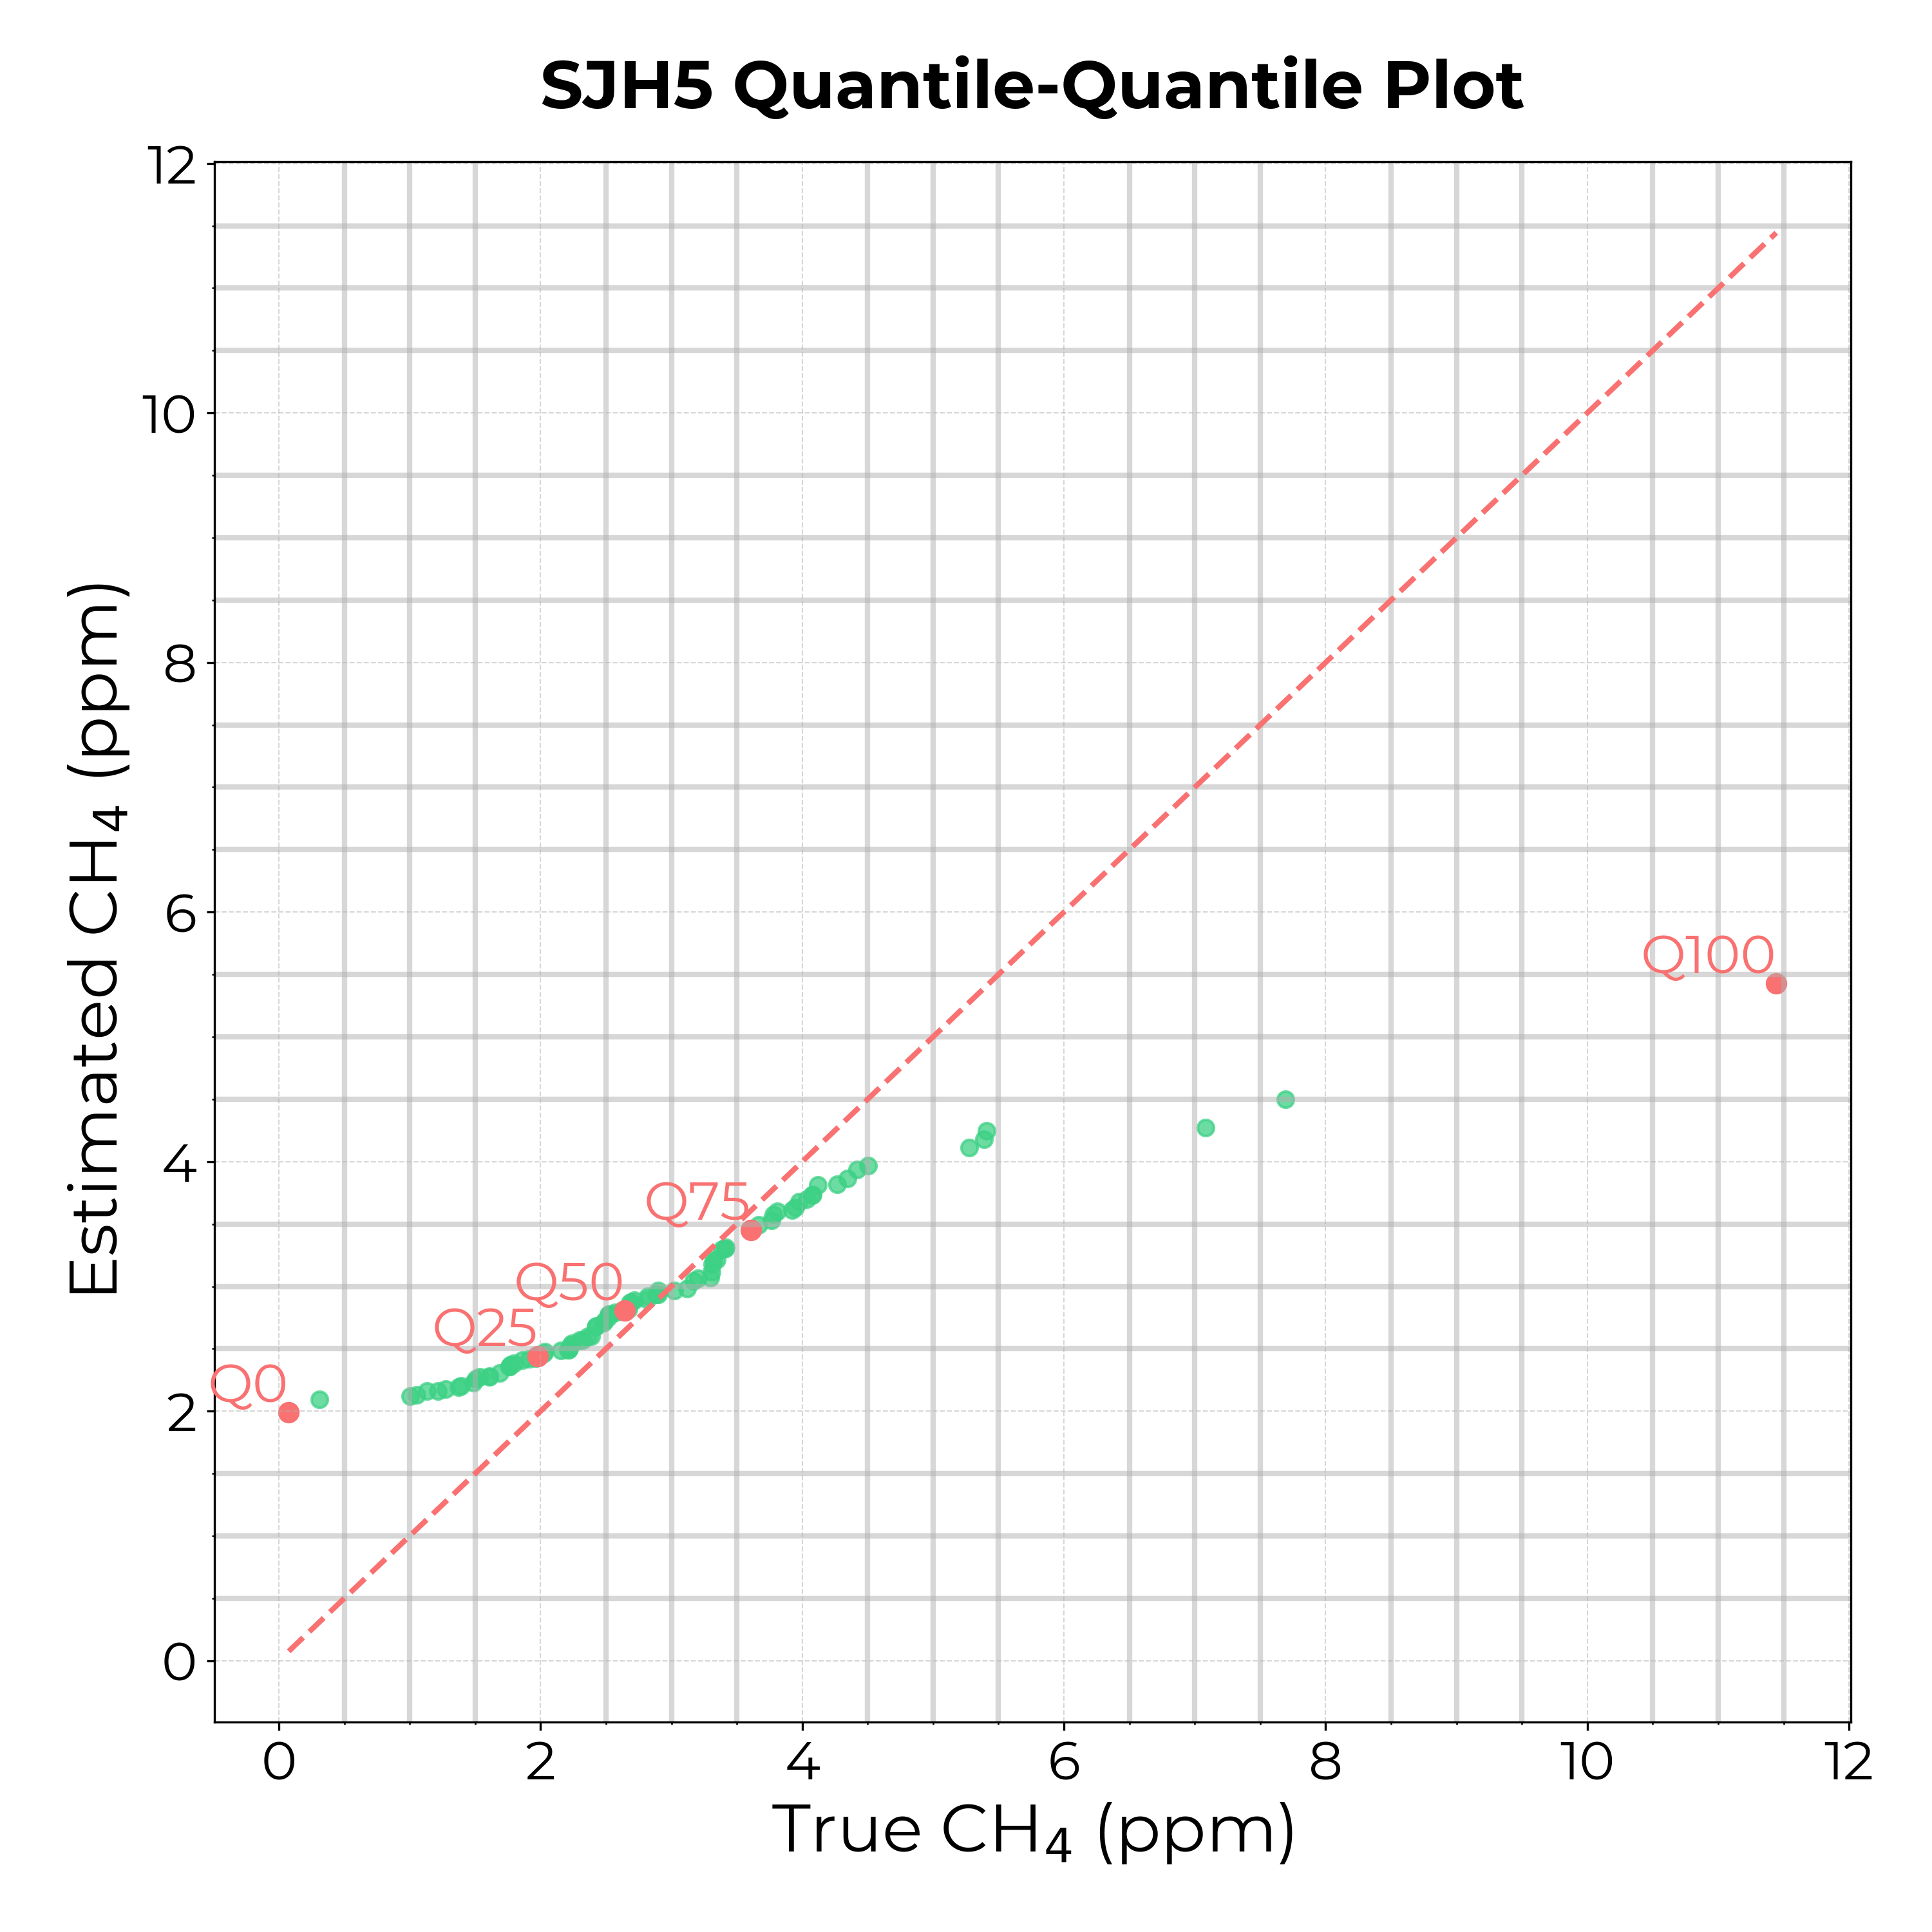 SJH5 Quantile-Quantile Plot
12
10
8
6
4
2
0
Estimated CH₄ (ppm)
Q100
Q75
Q50
Q25
Q0
0 2 4 6 8 10 12
True CH₄ (ppm)